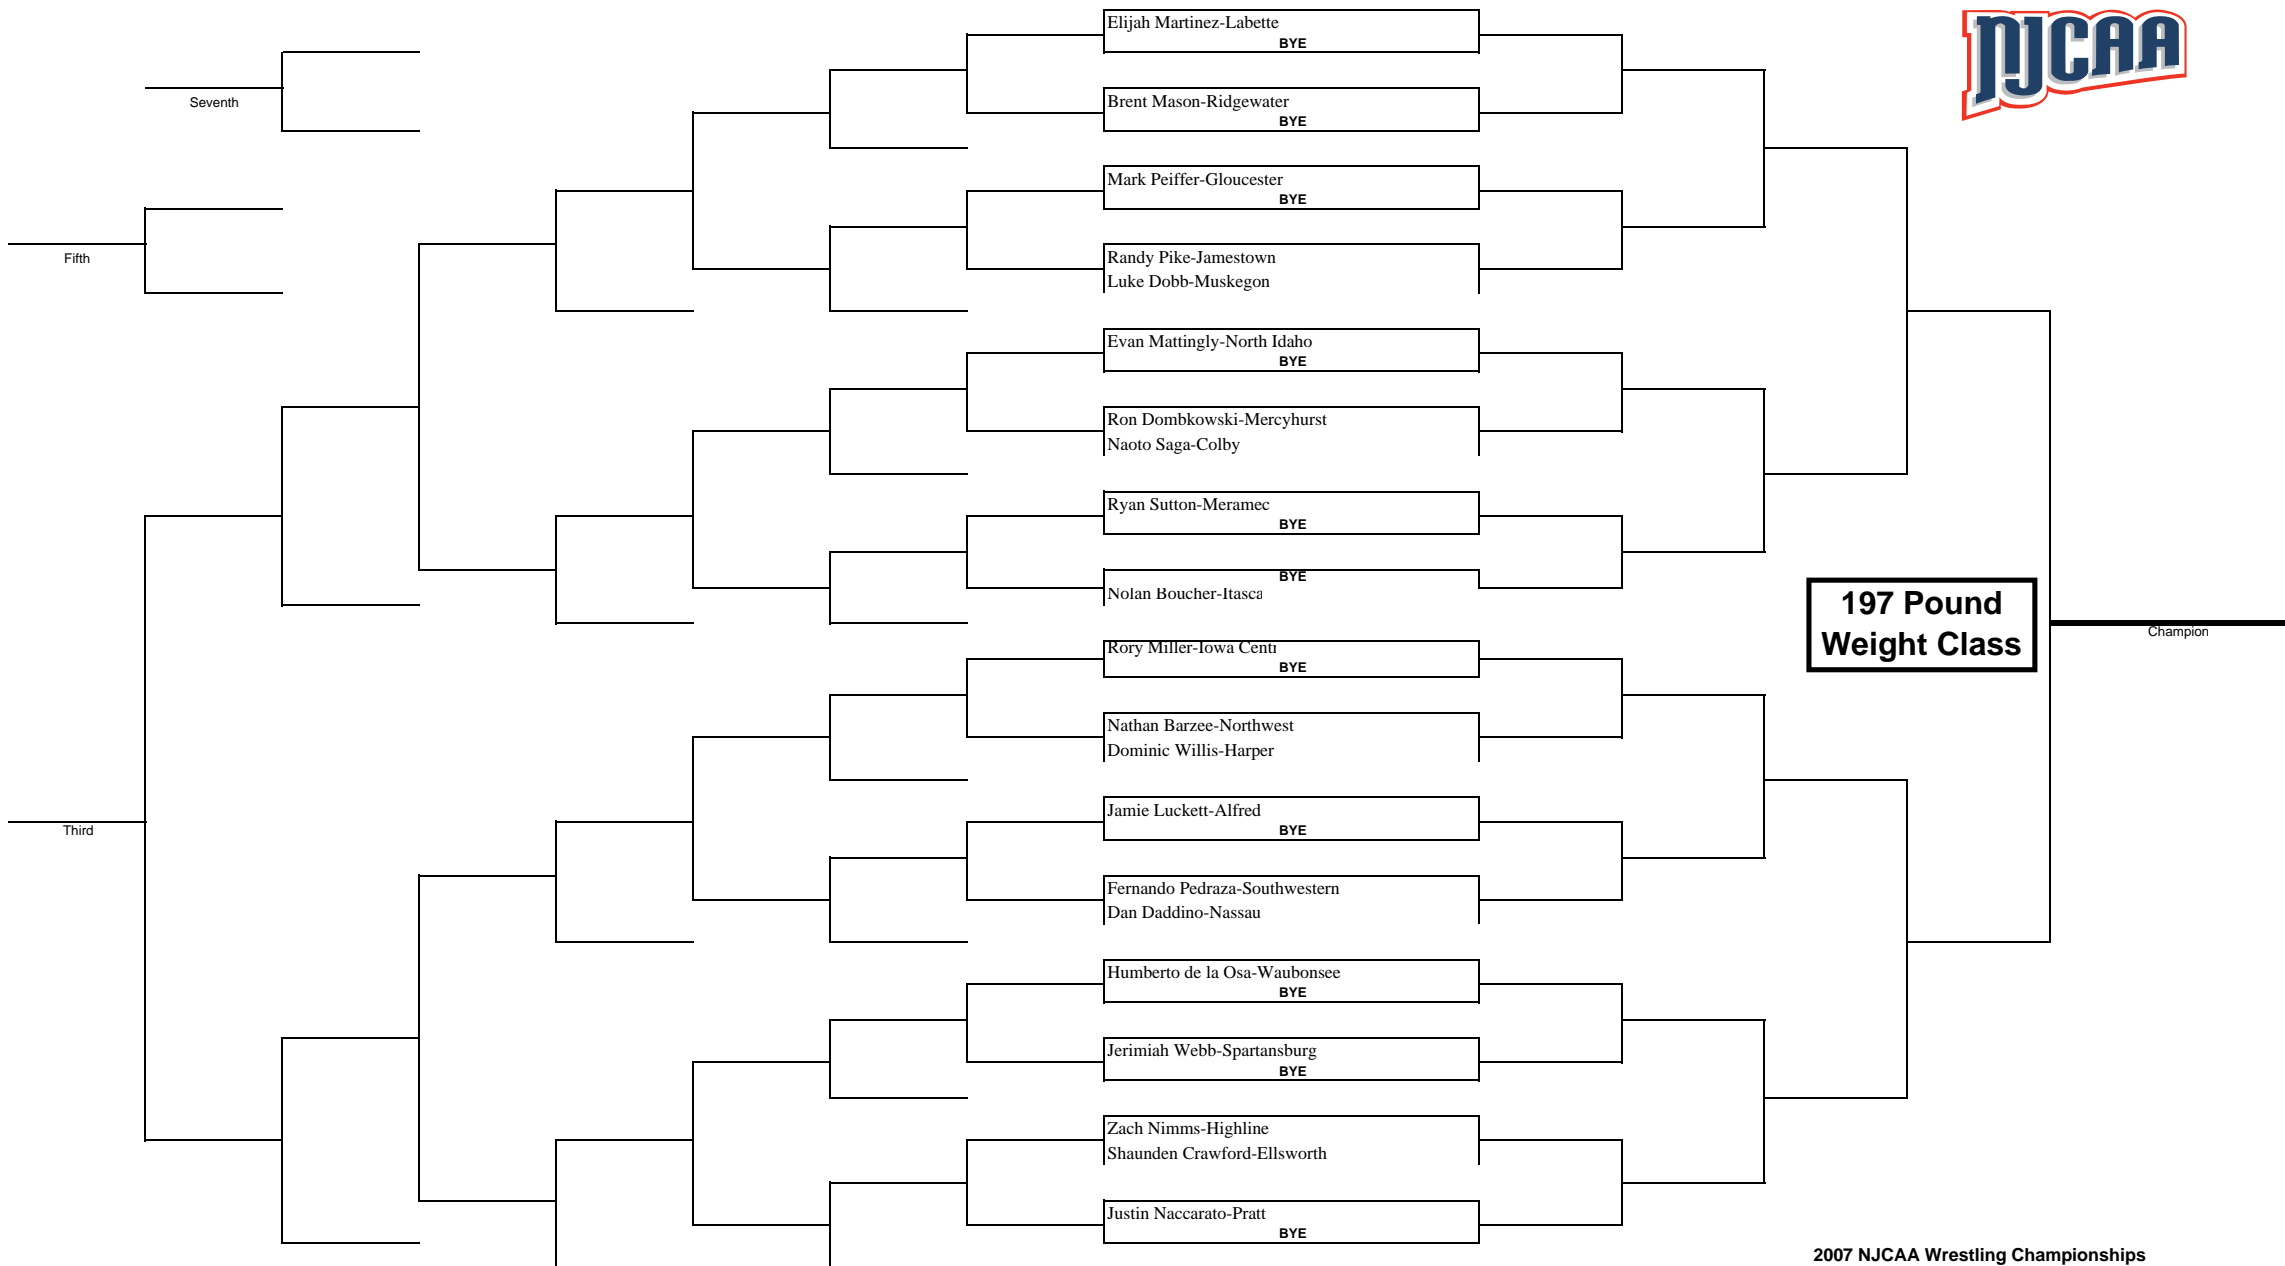 NJCAA
Elijah Martinez-Labette
BYE
Seventh
Brent Mason-Ridgewater
BYE
Mark Peiffer-Gloucester
BYE
Fifth
Randy Pike-Jamestown
Luke Dobb-Muskegon
Evan Mattingly-North Idaho
BYE
Ron Dombkowski-Mercyhurst
Naoto Saga-Colby
Ryan Sutton-Meramec
BYE
BYE
Nolan Boucher-Itasca
197 Pound
Weight Class
Champion
Rory Miller-Iowa Centr
BYE
Nathan Barzee-Northwest
Dominic Willis-Harper
Jamie Luckett-Alfred
BYE
Third
Fernando Pedraza-Southwestern
Dan Daddino-Nassau
Humberto de la Osa-Waubonsee
BYE
Jerimiah Webb-Spartansburg
BYE
Zach Nimms-Highline
Shaunden Crawford-Ellsworth
Justin Naccarato-Pratt
BYE
2007 NJCAA Wrestling Championships